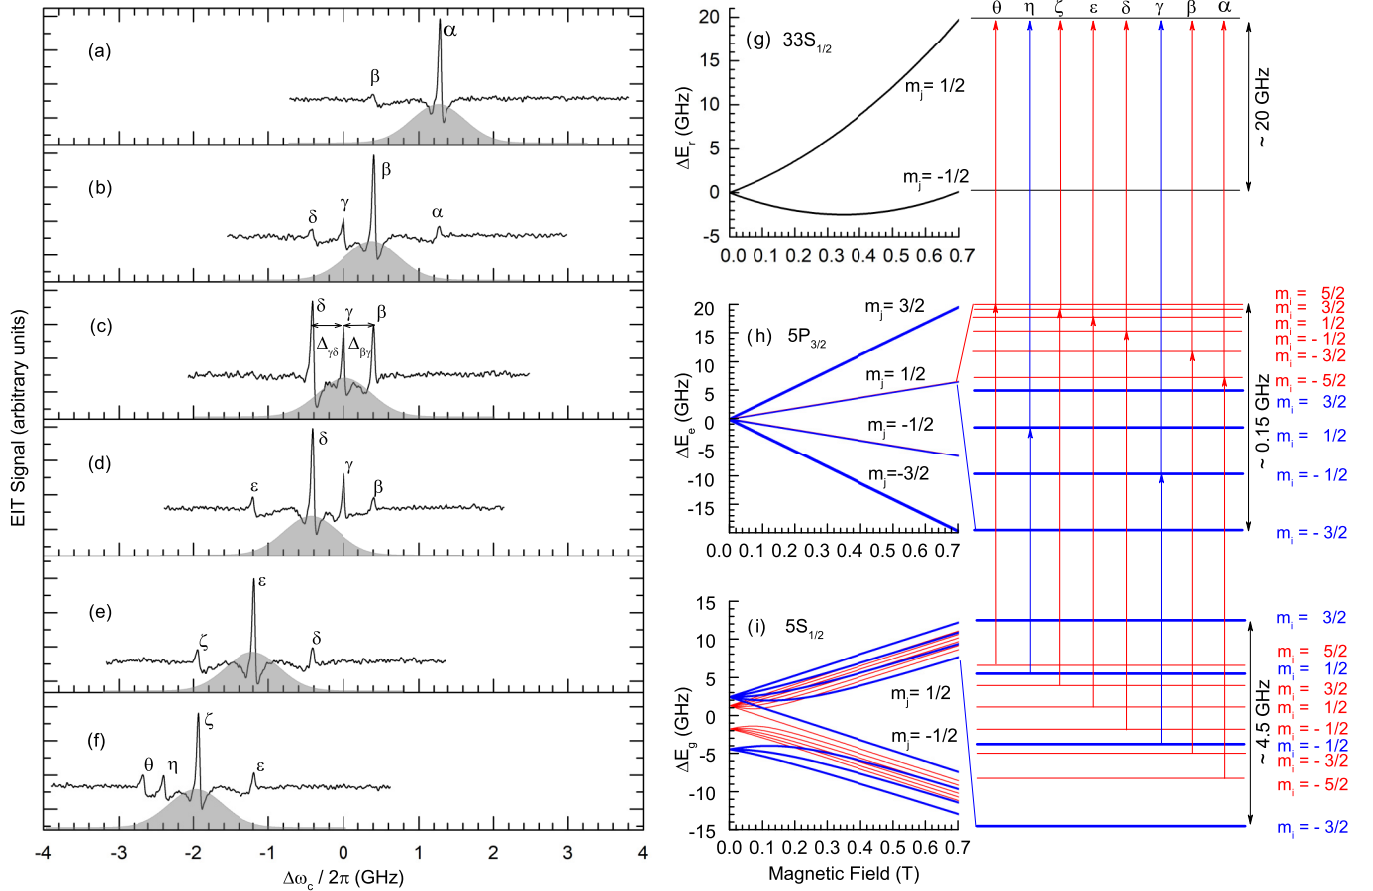 (a)
β
α
(b)
δ
γ
β
α
(c)
δ
γ
β
Δγδ
Δβγ
(d)
ε
δ
γ
β
(e)
ζ
ε
δ
(f)
θ
η
ζ
ε
-4 -3 -2 -1 0 1 2 3 4
Δωc / 2π (GHz)
EIT Signal (arbitrary units)
(g) 33S1/2
20
15
10
5
0
-5
ΔEr (GHz)
mj= 1/2
mj= -1/2
0.0 0.1 0.2 0.3 0.4 0.5 0.6 0.7
θ η ζ ε δ γ β α
~ 20 GHz
(h) 5P3/2
20
15
10
5
0
-5
-10
-15
ΔEe (GHz)
mj= 3/2
mj= 1/2
mj= -1/2
mj=-3/2
0.0 0.1 0.2 0.3 0.4 0.5 0.6 0.7
~ 0.15 GHz
mi = 5/2
mi = 3/2
mi = 1/2
mi = - 1/2
mi = - 3/2
mi = - 5/2
mi = 3/2
mi = 1/2
mi = - 1/2
mi = - 3/2
(i) 5S1/2
15
10
5
0
-5
-10
-15
ΔEg (GHz)
mj= 1/2
mj= -1/2
0.0 0.1 0.2 0.3 0.4 0.5 0.6 0.7
Magnetic Field (T)
~ 4.5 GHz
mi = 3/2
mi = 5/2
mi = 1/2
mi = 3/2
mi = 1/2
mi = - 1/2
mi = - 1/2
mi = - 3/2
mi = - 5/2
mi = - 3/2